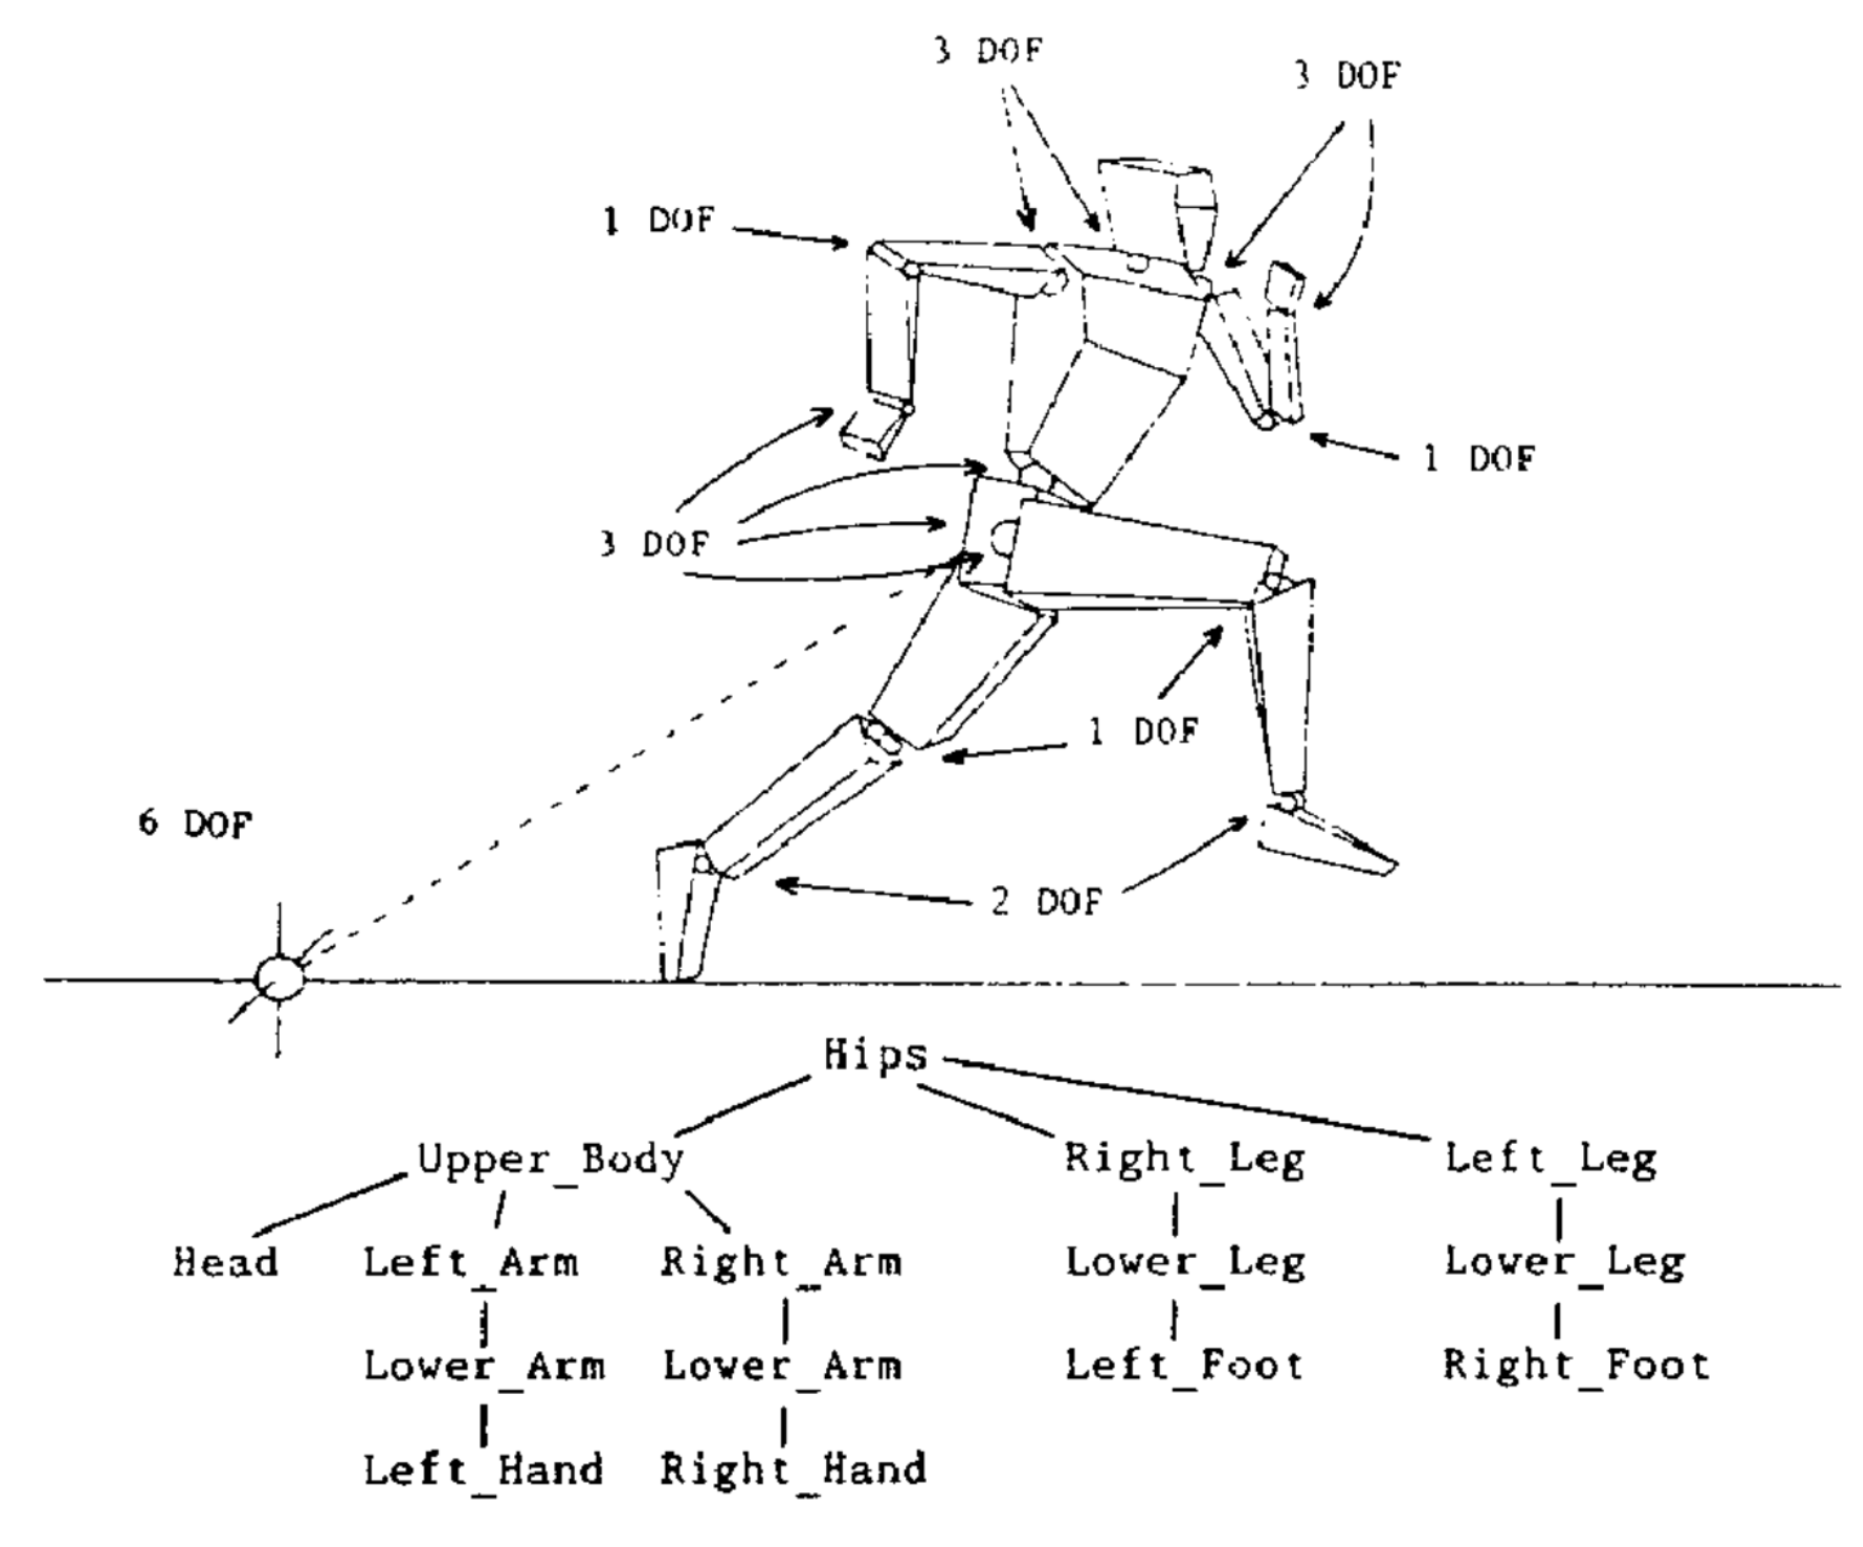 3 DOF
3 DOF
1 DOF
1 DOF
3 DOF
1 DOF
6 DOF
2 DOF
Hips
Upper_Body Right_Leg Left_Leg
Head Left_Arm Right_Arm Lower_Leg Lower_Leg
Lower_Arm Lower_Arm Left_Foot Right_Foot
Left_Hand Right_Hand